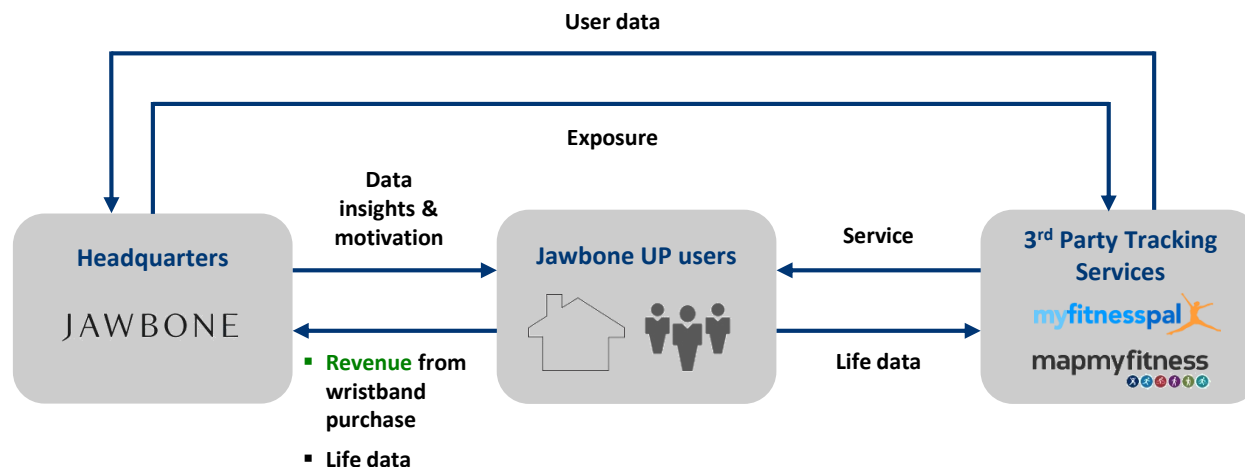 User data
Exposure
Data
insights &
motivation
Headquarters
JAWBONE
Jawbone UP users
Service
3rd Party Tracking
Services
myfitnesspal
mapmyfitness
▪ Revenue from
wristband
purchase
▪ Life data
Life data